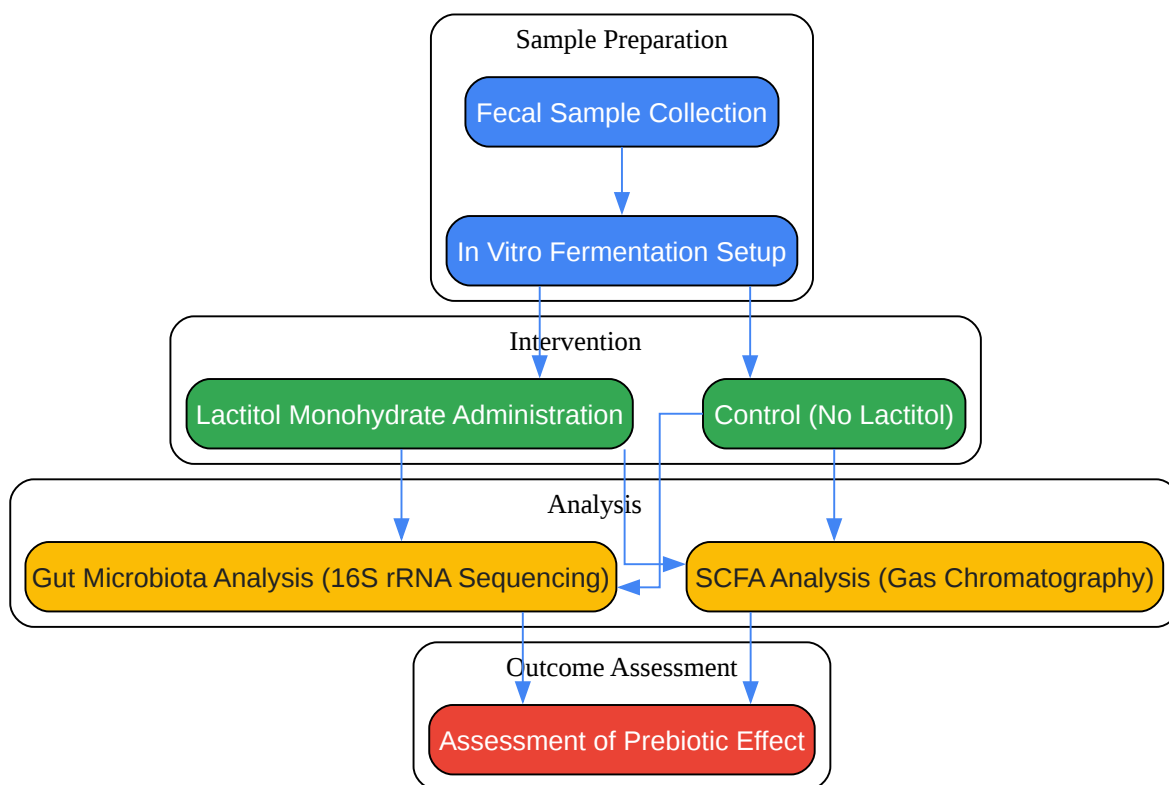 Sample Preparation
Fecal Sample Collection
In Vitro Fermentation Setup
Intervention
Lactitol Monohydrate Administration
Control (No Lactitol)
Analysis
Gut Microbiota Analysis (16S rRNA Sequencing)
SCFA Analysis (Gas Chromatography)
Outcome Assessment
Assessment of Prebiotic Effect